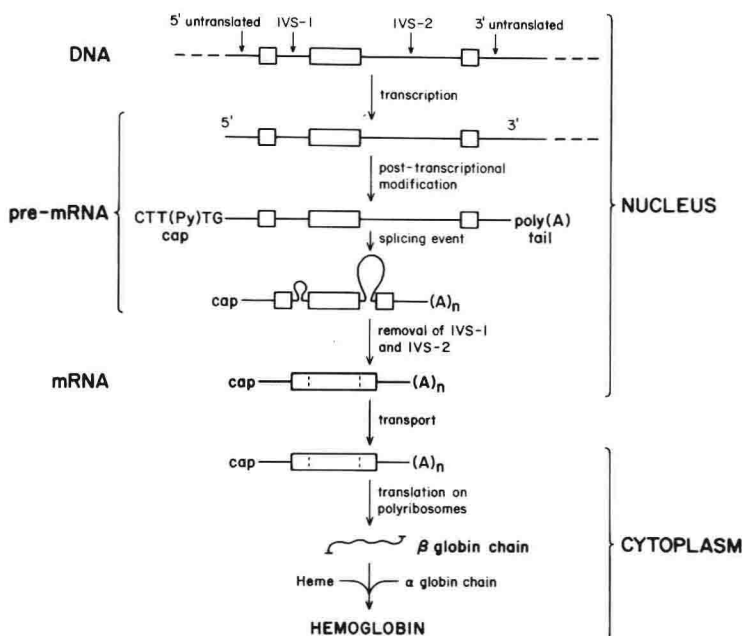 5' untranslated IVS-1 IVS-2 3' untranslated
DNA
transcription
5' 3'
post-transcriptional
modification
pre-mRNA
NUCLEUS
CTT(Py)TG poly(A)
cap tail
splicing event
cap (A)n
removal of IVS-1
and IVS-2
mRNA
cap (A)n
transport
cap (A)n
translation on
polyribosomes
β globin chain
CYTOPLASM
Heme α globin chain
HEMOGLOBIN